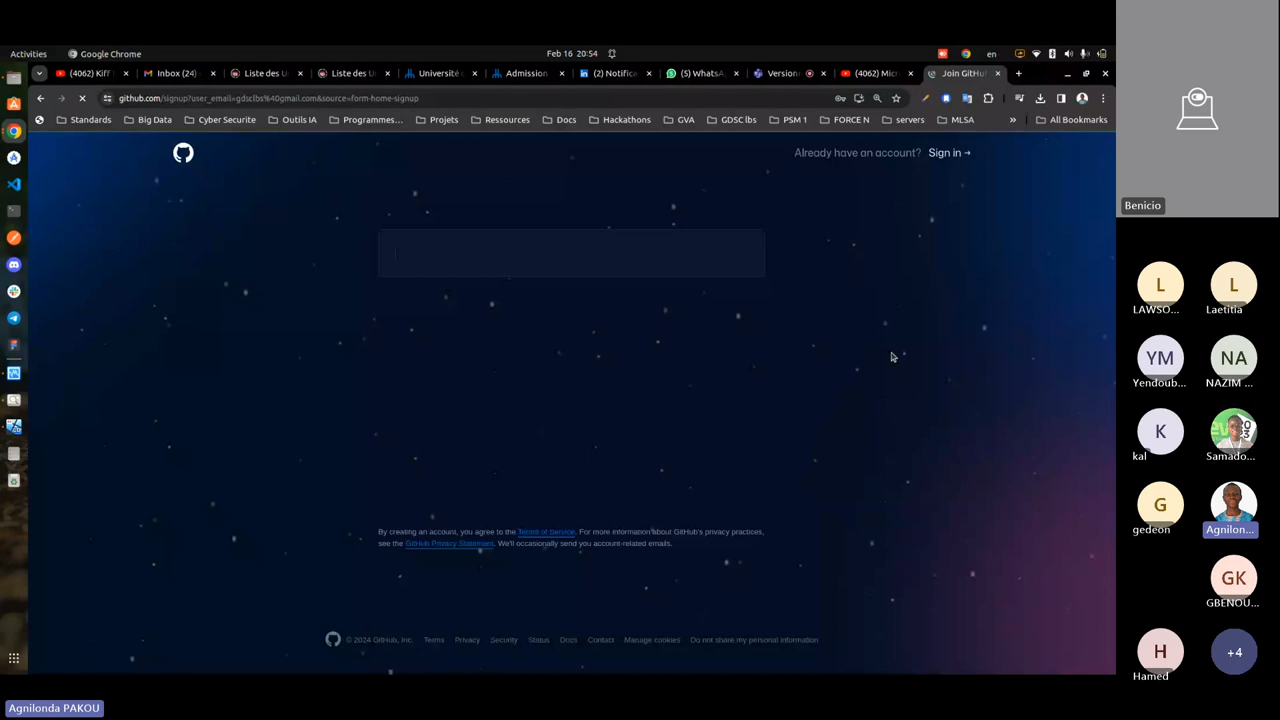 Activities
Google Chrome
Feb 16 20:54
en
(4062) Kiff
Inbox (24)
Liste des
Liste des
Université
Admission
(2) Notifica
(5) WhatsA
Version
(4062) Mic
Join GitHu
github.com/signup?user_email=gdsclbs%40gmail.com&source=form-home-signup
Standards
Big Data
Cyber Securite
Outils IA
Programmes...
Projets
Ressources
Docs
Hackathons
GVA
GDSC lbs
PSM 1
FORCE N
servers
MLSA
»
All Bookmarks
Already have an account? Sign in →
By creating an account, you agree to the Terms of Service. For more information about GitHub's privacy practices,
see the GitHub Privacy Statement. We'll occasionally send you account-related emails.
© 2024 GitHub, Inc.
Terms
Privacy
Security
Status
Docs
Contact
Manage cookies
Do not share my personal information
Agnilonda PAKOU
Benicio
L
LAWSO...
L
Laetitia
YM
Yendoub...
NA
NAZIM ...
K
kal
Samado...
G
gedeon
Agnilon...
GK
GBENOU...
H
Hamed
+4